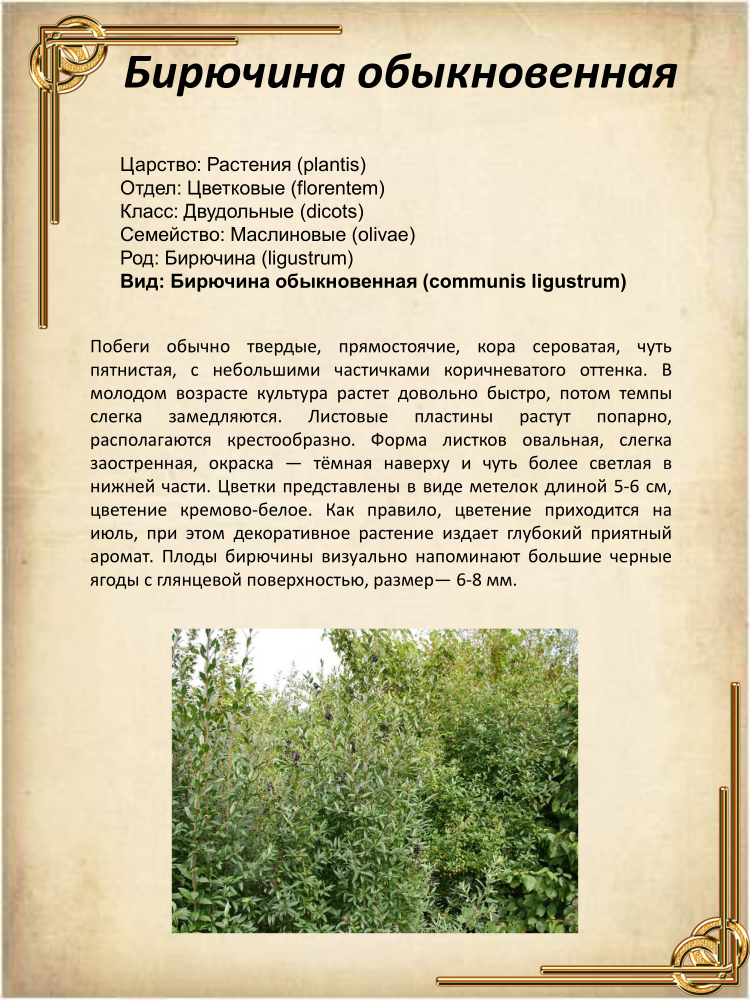 Бирючина обыкновенная
Царство: Растения (plantis)
Отдел: Цветковые (florentem)
Класс: Двудольные (dicots)
Семейство: Маслиновые (olivae)
Род: Бирючина (ligustrum)
Вид: Бирючина обыкновенная (communis ligustrum)
Побеги обычно твердые, прямостоячие, кора сероватая, чуть
пятнистая, с небольшими частичками коричневатого оттенка. В
молодом возрасте культура растет довольно быстро, потом темпы
слегка замедляются. Листовые пластины растут попарно,
располагаются крестообразно. Форма листков овальная, слегка
заостренная, окраска — тёмная наверху и чуть более светлая в
нижней части. Цветки представлены в виде метелок длиной 5-6 см,
цветение кремово-белое. Как правило, цветение приходится на
июль, при этом декоративное растение издает глубокий приятный
аромат. Плоды бирючины визуально напоминают большие черные
ягоды с глянцевой поверхностью, размер— 6-8 мм.